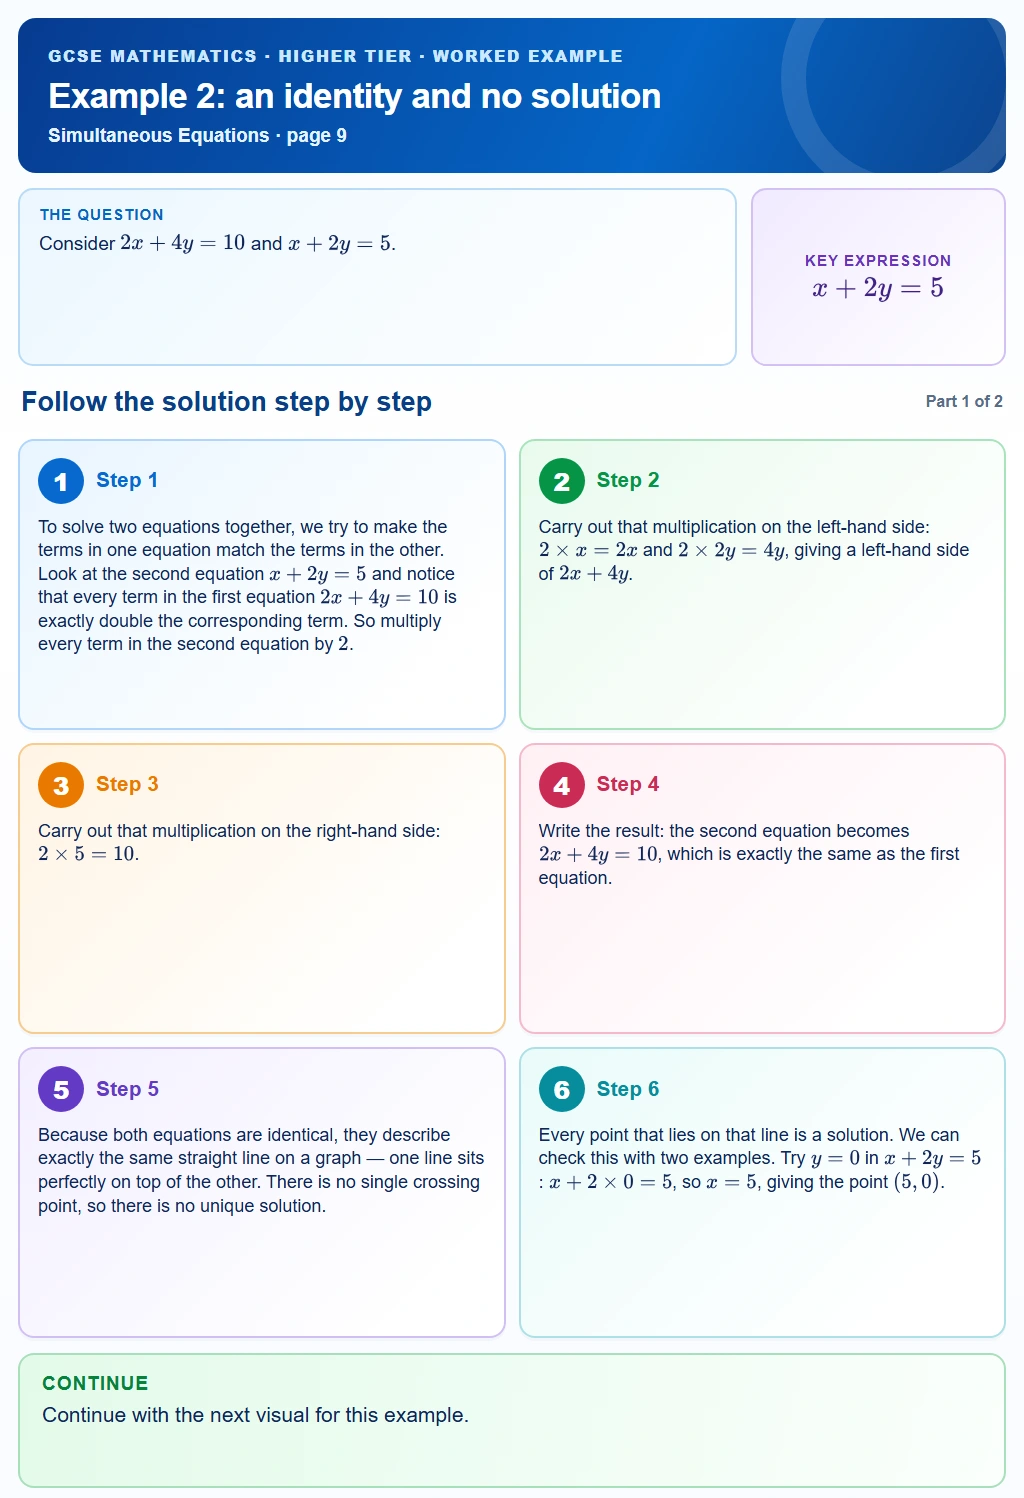 GCSE MATHEMATICS · HIGHER TIER · WORKED EXAMPLE
Example 2: an identity and no solution
Simultaneous Equations · page 9
THE QUESTION
Consider 2x + 4y = 10 and x + 2y = 5.
KEY EXPRESSION
x + 2y = 5
Follow the solution step by step
Part 1 of 2
1 Step 1
To solve two equations together, we try to make the
terms in one equation match the terms in the other.
Look at the second equation x + 2y = 5 and notice
that every term in the first equation 2x + 4y = 10 is
exactly double the corresponding term. So multiply
every term in the second equation by 2.
2 Step 2
Carry out that multiplication on the left-hand side:
2 × x = 2x and 2 × 2y = 4y, giving a left-hand side
of 2x + 4y.
3 Step 3
Carry out that multiplication on the right-hand side:
2 × 5 = 10.
4 Step 4
Write the result: the second equation becomes
2x + 4y = 10, which is exactly the same as the first
equation.
5 Step 5
Because both equations are identical, they describe
exactly the same straight line on a graph — one line sits
perfectly on top of the other. There is no single crossing
point, so there is no unique solution.
6 Step 6
Every point that lies on that line is a solution. We can
check this with two examples. Try y = 0 in x + 2y = 5
: x + 2 × 0 = 5, so x = 5, giving the point (5, 0).
CONTINUE
Continue with the next visual for this example.